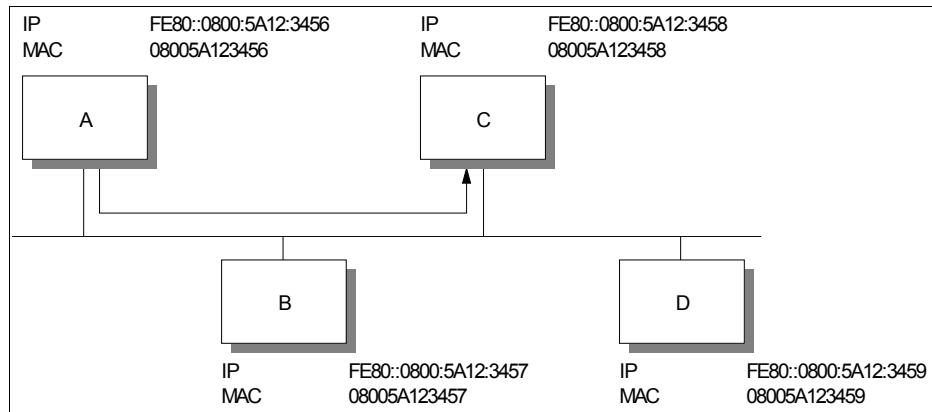 IP FE80::0800:5A12:3456
MAC 08005A123456
IP FE80::0800:5A12:3458
MAC 08005A123458
A
C
B
D
IP FE80::0800:5A12:3457
MAC 08005A123457
IP FE80::0800:5A12:3459
MAC 08005A123459